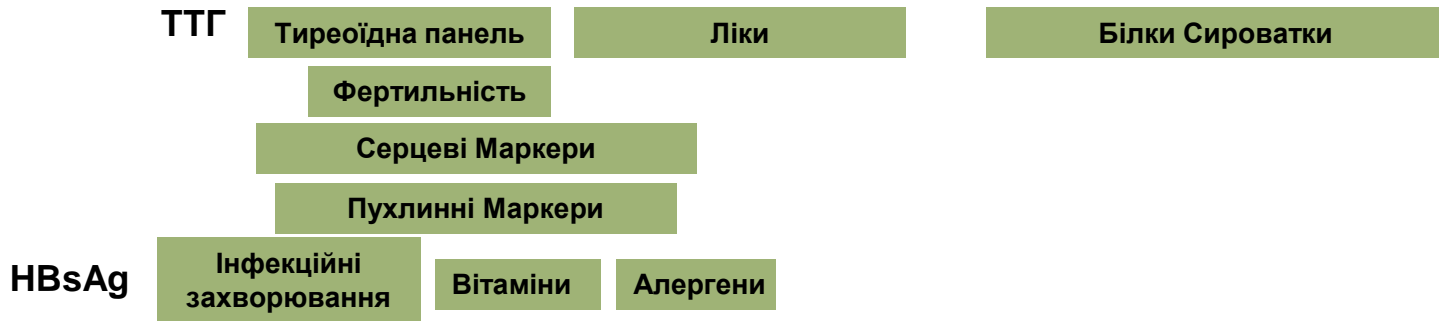 ТТГ Тиреоїдна панель Ліки Білки Сироватки
Фертильність
Серцеві Маркери
Пухлинні Маркери
HBsAg Інфекційні
захворювання Вітаміни Алергени